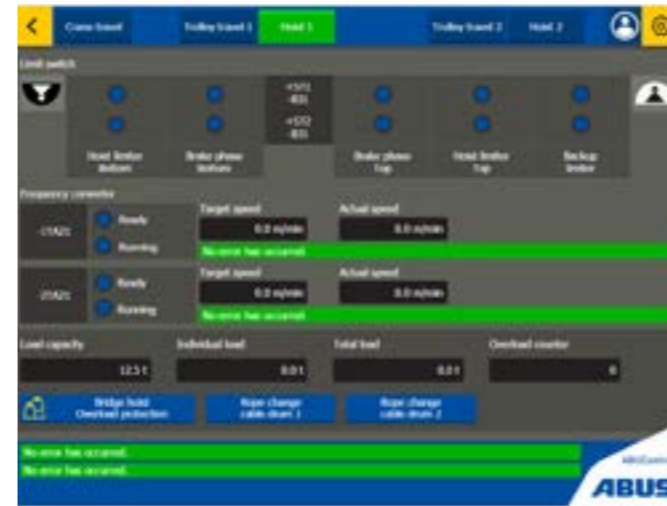 Crane travel Trolley travel 1 Hoist 1 Trolley travel 2 Hoist 2
Limit switch
Hoist limiter Bottom
Brake phase Bottom
Brake phase Top
Hoist limiter Top
Backup limiter
Frequency converter
Ready
Running
Target speed Actual speed
0.0 m/min 0.0 m/min
No error has occurred.
Ready
Running
Target speed Actual speed
0.0 m/min 0.0 m/min
No error has occurred.
Load capacity Individual load Total load Overload counter
12.5 t 0.0 t 0.0 t 0
Bridge hoist Overload protection
Rope change cable drum 1
Rope change cable drum 2
No error has occurred.
No error has occurred.
ABUS